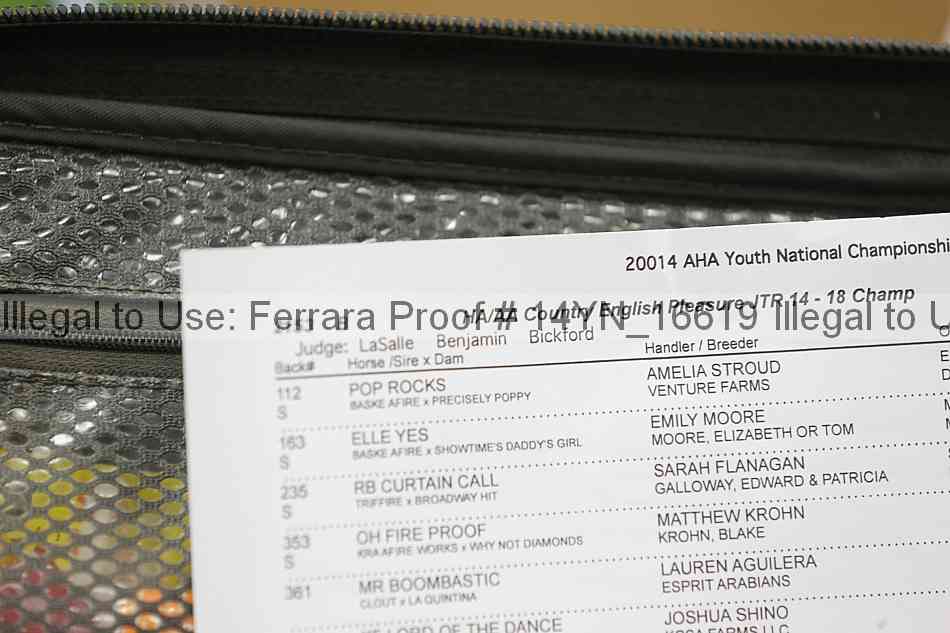 20014 AHA Youth National Championshi
HA/AA Country English Pleasure JTR 14 - 18 Champ
Illegal to Use: Ferrara Proof # 14YN_16619 Illegal to U
Judge: LaSalle Benjamin Bickford
Back# Horse /Sire x Dam Handler / Breeder
112 POP ROCKS AMELIA STROUD
S BASKE AFIRE x PRECISELY POPPY VENTURE FARMS
163 ELLE YES EMILY MOORE
S BASKE AFIRE x SHOWTIME'S DADDY'S GIRL MOORE, ELIZABETH OR TOM
235 RB CURTAIN CALL SARAH FLANAGAN
S TRIFFIRE x BROADWAY HIT GALLOWAY, EDWARD & PATRICIA
353 OH FIRE PROOF MATTHEW KROHN
S KRA AFIRE WORKS x WHY NOT DIAMONDS KROHN, BLAKE
361 MR BOOMBASTIC LAUREN AGUILERA
CLOUT x LA QUINTINA ESPRIT ARABIANS
LORD OF THE DANCE JOSHUA SHINO